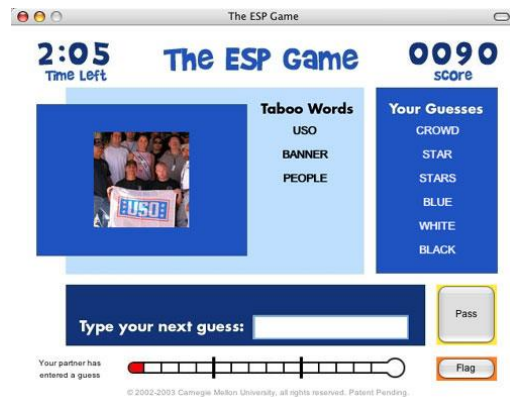 The ESP Game
2:05
Time Left
The ESP Game
0090
score
Taboo Words
USO
BANNER
PEOPLE
Your Guesses
CROWD
STAR
STARS
BLUE
WHITE
BLACK
USO
Type your next guess:
Pass
Your partner has
entered a guess
Flag
© 2002-2003 Carnegie Mellon University, all rights reserved. Patent Pending.